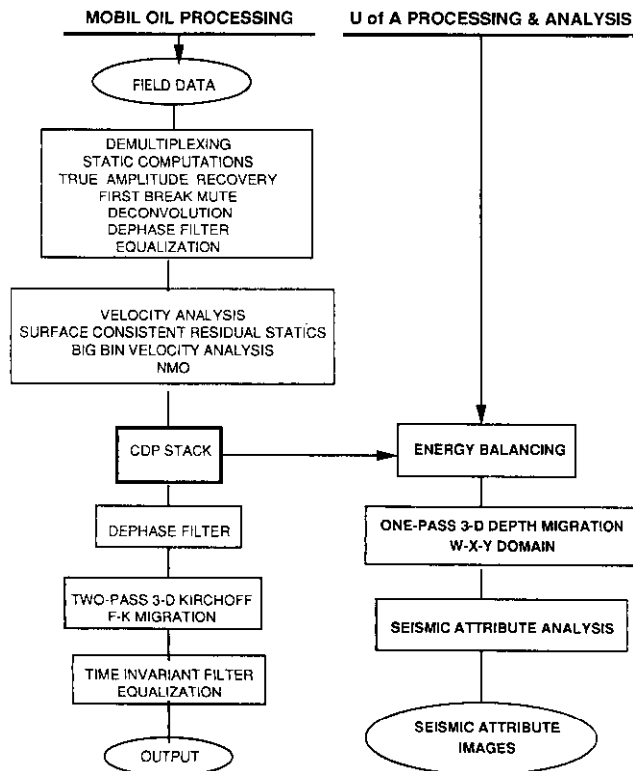 MOBIL OIL PROCESSING
FIELD DATA
DEMULTIPLEXING
STATIC COMPUTATIONS
TRUE AMPLITUDE RECOVERY
FIRST BREAK MUTE
DECONVOLUTION
DEPHASE FILTER
EQUALIZATION
VELOCITY ANALYSIS
SURFACE CONSISTENT RESIDUAL STATICS
BIG BIN VELOCITY ANALYSIS
NMO
CDP STACK
DEPHASE FILTER
TWO-PASS 3-D KIRCHOFF
F-K MIGRATION
TIME INVARIANT FILTER
EQUALIZATION
OUTPUT
U of A PROCESSING & ANALYSIS
ENERGY BALANCING
ONE-PASS 3-D DEPTH MIGRATION
W-X-Y DOMAIN
SEISMIC ATTRIBUTE ANALYSIS
SEISMIC ATTRIBUTE
IMAGES